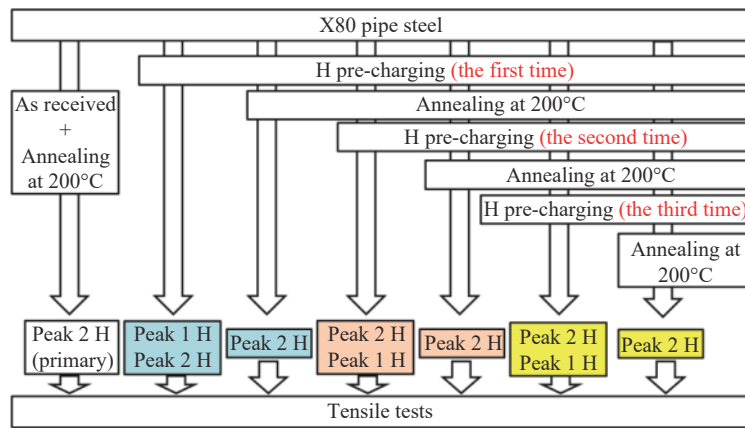 X80 pipe steel
H pre-charging (the first time)
As received
+
Annealing
at 200°C
Annealing at 200°C
H pre-charging (the second time)
Annealing at 200°C
H pre-charging (the third time)
Annealing at
200°C
Peak 2 H
(primary)
Peak 1 H
Peak 2 H
Peak 2 H
Peak 2 H
Peak 1 H
Peak 2 H
Peak 2 H
Peak 1 H
Peak 2 H
Tensile tests